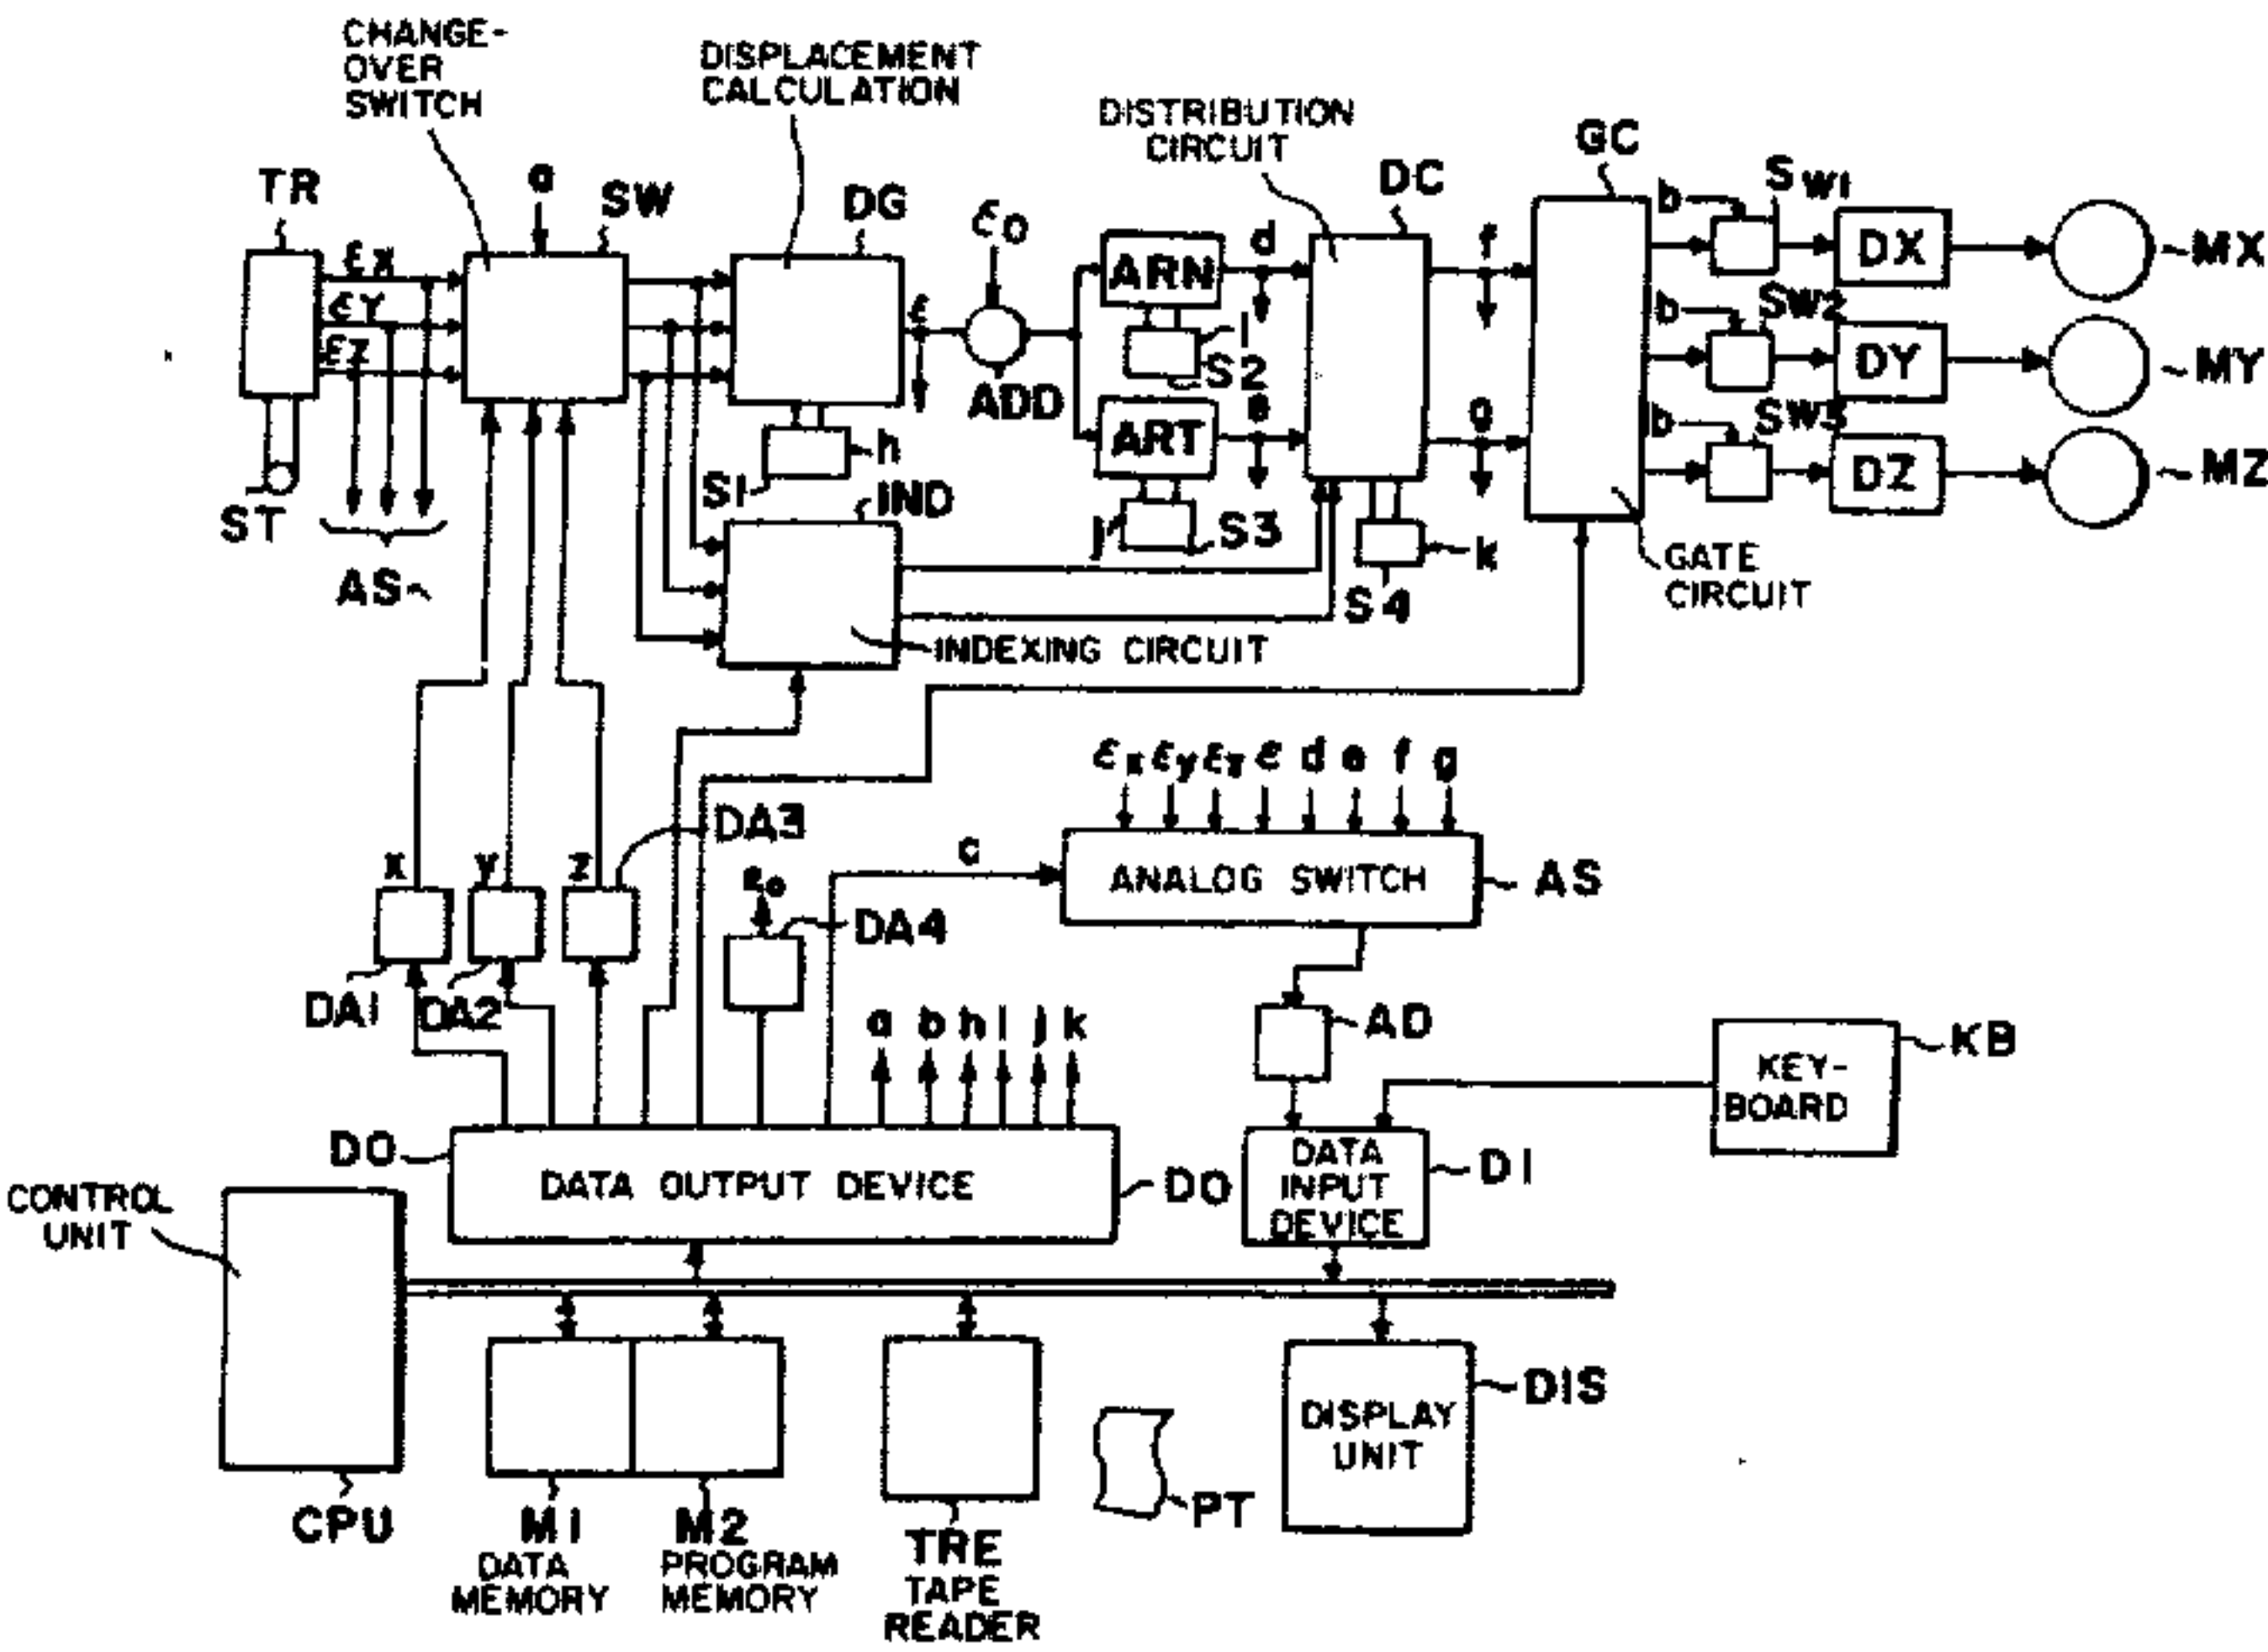 CHANGE-
OVER
SWITCH
DISPLACEMENT
CALCULATION
DISTRIBUTION
CIRCUIT
TR
a
SW
DG
εO
DC
GC
b
SW1
DX
MX
εX
εY
εZ
ε
ARN
d
f
b
SW2
DY
MY
ADD
i
S2
ART
e
g
b
SW3
DZ
MZ
S1
h
IND
ST
j
S3
k
AS
S4
GATE
CIRCUIT
INDEXING CIRCUIT
εx εy εz ε d e f g
DA3
x
y
z
c
εo
ANALOG SWITCH
AS
DA4
DA1
DA2
a b h i j k
AD
KEY-
BOARD
KB
DO
DATA OUTPUT DEVICE
DO
DATA
INPUT
DEVICE
DI
CONTROL
UNIT
DISPLAY
UNIT
DIS
CPU
M1
DATA
MEMORY
M2
PROGRAM
MEMORY
TRE
TAPE
READER
PT